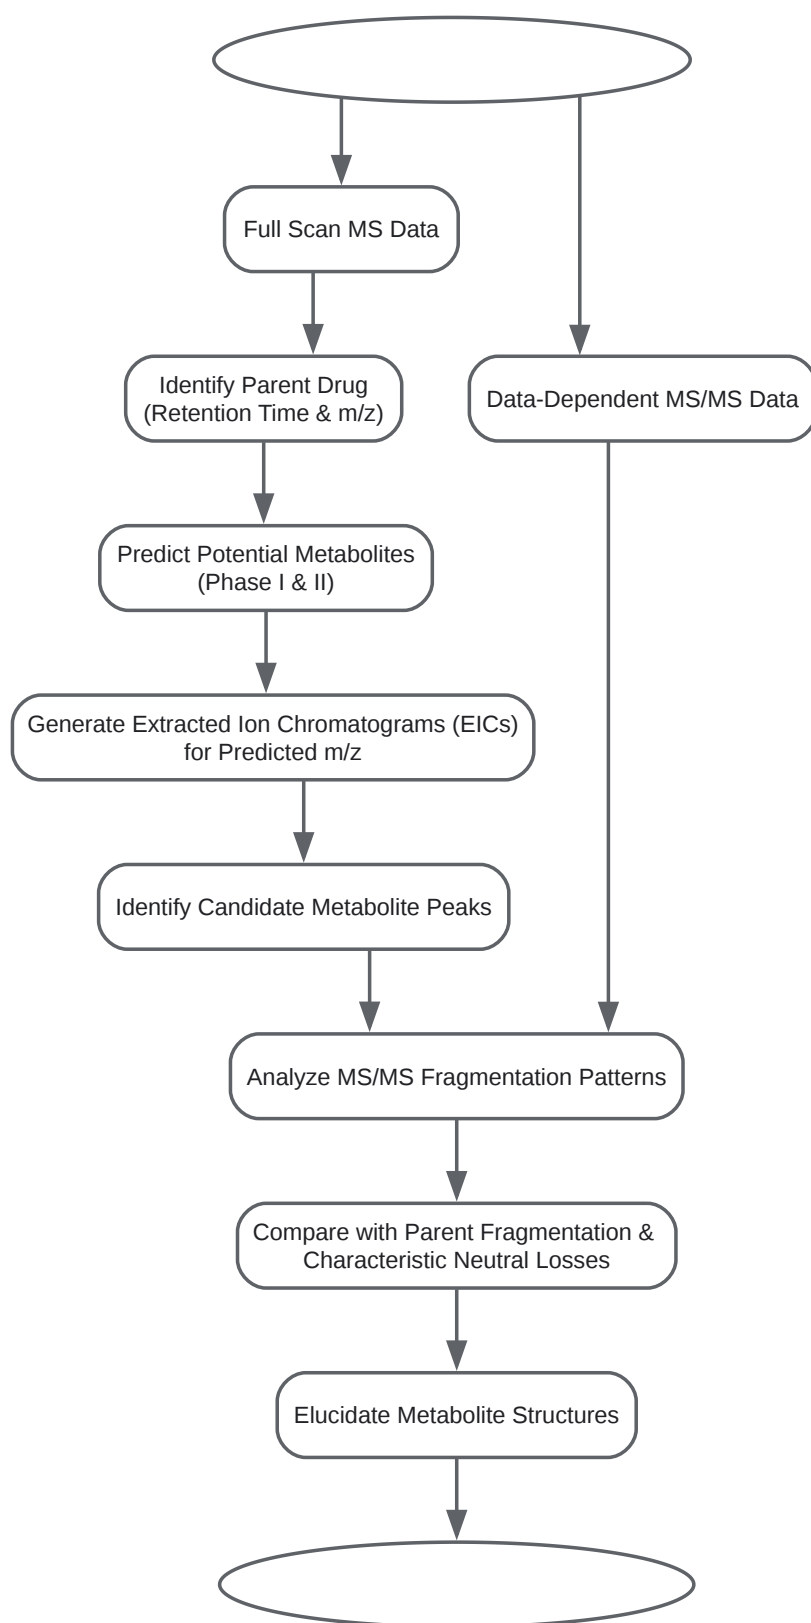 Full Scan MS Data
Identify Parent Drug
(Retention Time & m/z)
Data-Dependent MS/MS Data
Predict Potential Metabolites
(Phase I & II)
Generate Extracted Ion Chromatograms (EICs)
for Predicted m/z
Identify Candidate Metabolite Peaks
Analyze MS/MS Fragmentation Patterns
Compare with Parent Fragmentation &
Characteristic Neutral Losses
Elucidate Metabolite Structures